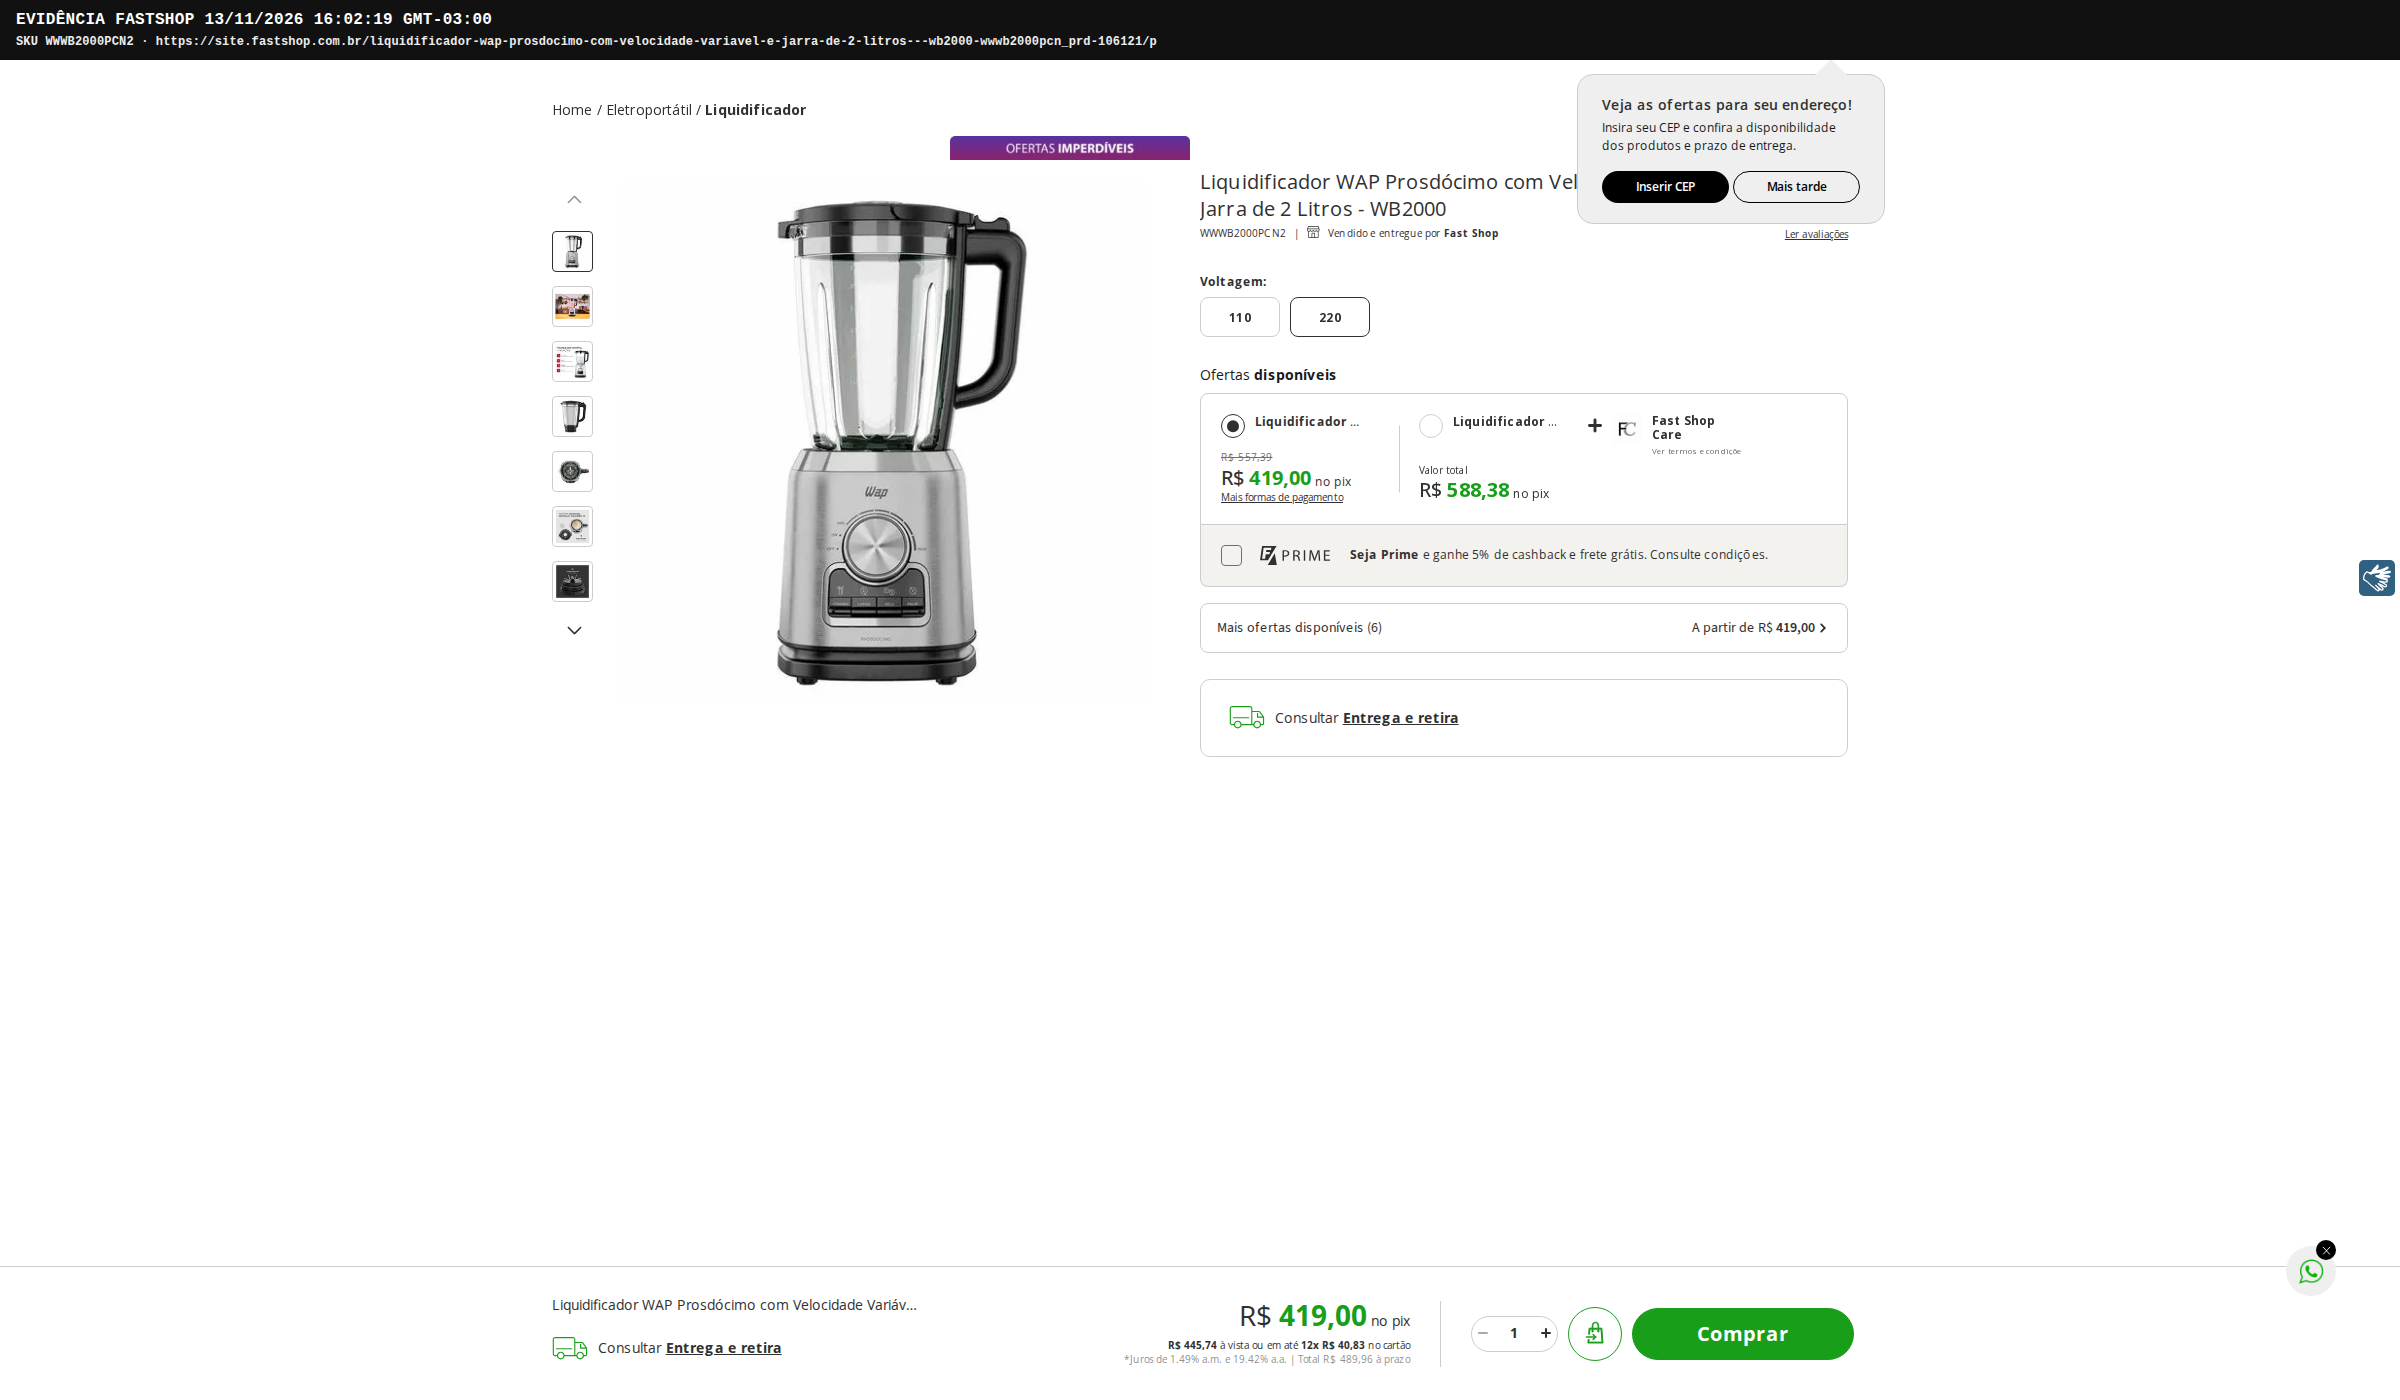 EVIDÊNCIA FASTSHOP 13/11/2026 16:02:19 GMT-03:00
SKU WWWB2000PCN2 · https://site.fastshop.com.br/liquidificador-wap-prosdocimo-com-velocidade-variavel-e-jarra-de-2-litros---wb2000-wwwb2000pcn_prd-106121/p
Home / Eletroportátil / Liquidificador
Veja as ofertas para seu endereço!
Insira seu CEP e confira a disponibilidade
dos produtos e prazo de entrega.
Inserir CEP
Mais tarde
OFERTAS IMPERDÍVEIS
Liquidificador WAP Prosdócimo com Vel
Jarra de 2 Litros - WB2000
WWWB2000PCN2 | Vendido e entregue por Fast Shop
Ler avaliações
Voltagem:
110
220
Ofertas disponíveis
Liquidificador ...
R$ 557,39
R$ 419,00 no pix
Mais formas de pagamento
Liquidificador ...
+
FC
Fast Shop
Care
Ver termos e condiçõe
Valor total
R$ 588,38 no pix
PRIME
Seja Prime e ganhe 5% de cashback e frete grátis. Consulte condições.
Mais ofertas disponíveis (6)
A partir de R$ 419,00
Consultar Entrega e retira
Wap
Liquidificador WAP Prosdócimo com Velocidade Variáv...
Consultar Entrega e retira
R$ 419,00 no pix
R$ 445,74 à vista ou em até 12x R$ 40,83 no cartão
*Juros de 1.49% a.m. e 19.42% a.a. | Total R$ 489,96 à prazo
1
Comprar